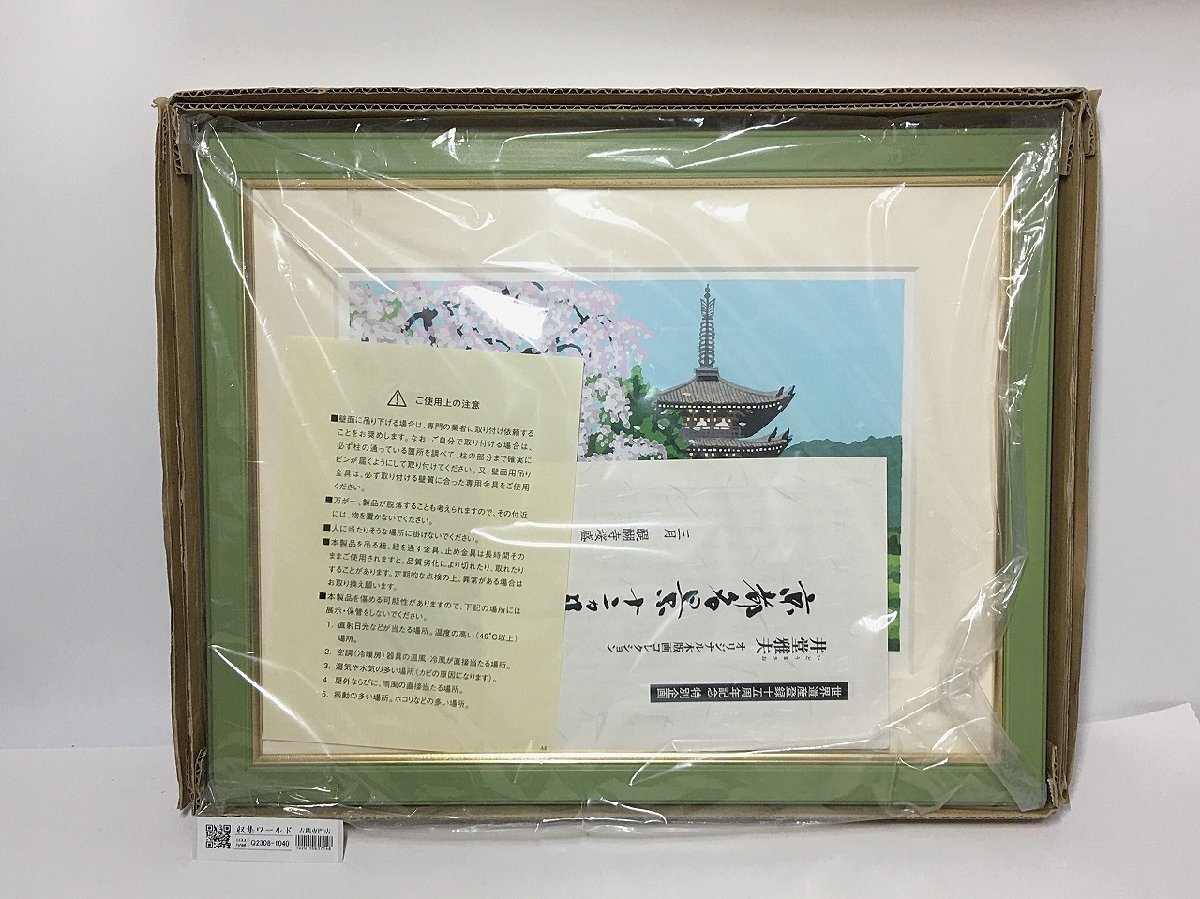 ご使用上の注意
■壁面に吊り下げる場合は、専門の業者に取り付け依頼する
ことをお奨めします。なお、ご自分で取り付ける場合は、
必ず柱の通っている箇所を調べて、柱の部分まで確実に
ピンが届くようにして取り付けてください。又、壁面用吊り
金具は、必ず取り付ける壁質に合った専用金具をご使用
ください。
■万が一、製品が脱落することも考えられますので、その付近
には、物を置かないでください。
■人に当たりそうな場所に掛けないでください。
■本製品を吊る紐、紐を通す金具、止め金具は長時間その
ままご使用されますと、品質劣化により切れたり、取れたり
することがあります。定期的な点検の上、異常がある場合は
お取り換え願います。
■本製品を傷める可能性がありますので、下記の場所には
展示・保管をしないでください。
1. 直射日光などが当たる場所。温度の高い(40℃以上)
場所。
2. 空調(冷暖房)器具の温風、冷風が直接当たる場所。
3. 湿気や水気の多い場所(カビの原因になります)。
4. 屋外ならびに、雨風の直接当たる場所。
5. 振動の多い場所。ホコリなどの多い場所。
世界遺産登録十五周年記念 特別企画
井堂雅夫 オリジナル木版画コレクション
いどうまさお
京都名景十二ヵ月
三月 醍醐寺桜盛
収集ワールド 古銭専門店
Q2308-1040